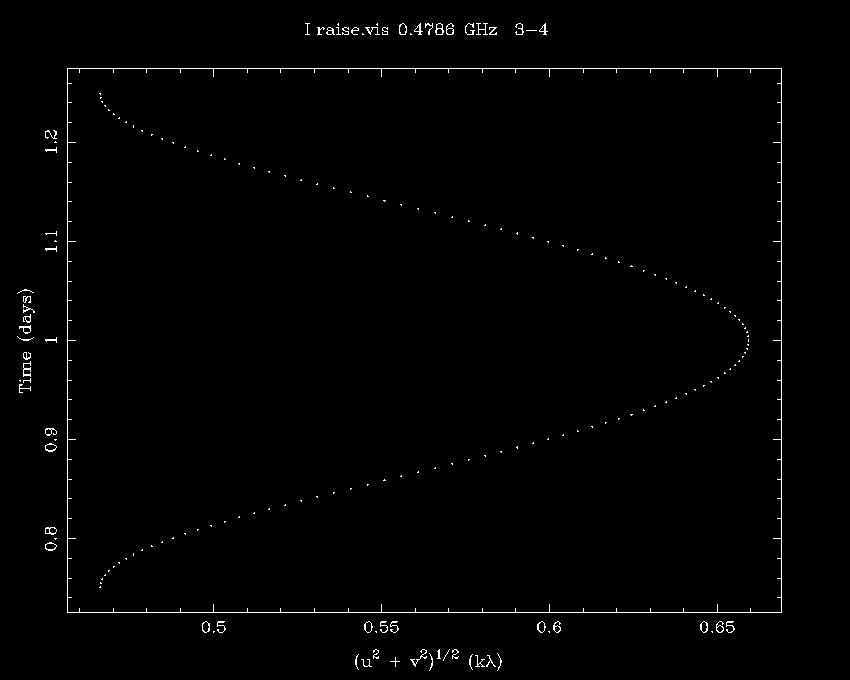 I raise.vis 0.4786 GHz 3-4
1.2
1.1
1
0.9
0.8
Time (days)
0.5 0.55 0.6 0.65
(u² + v²)^1/2 (kλ)